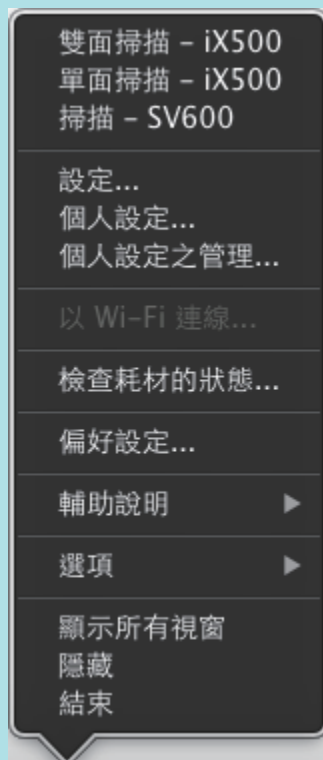 雙面掃描 – iX500
單面掃描 – iX500
掃描 – SV600
設定...
個人設定...
個人設定之管理...
以 Wi-Fi 連線...
檢查耗材的狀態...
偏好設定...
輔助說明
選項
顯示所有視窗
隱藏
結束